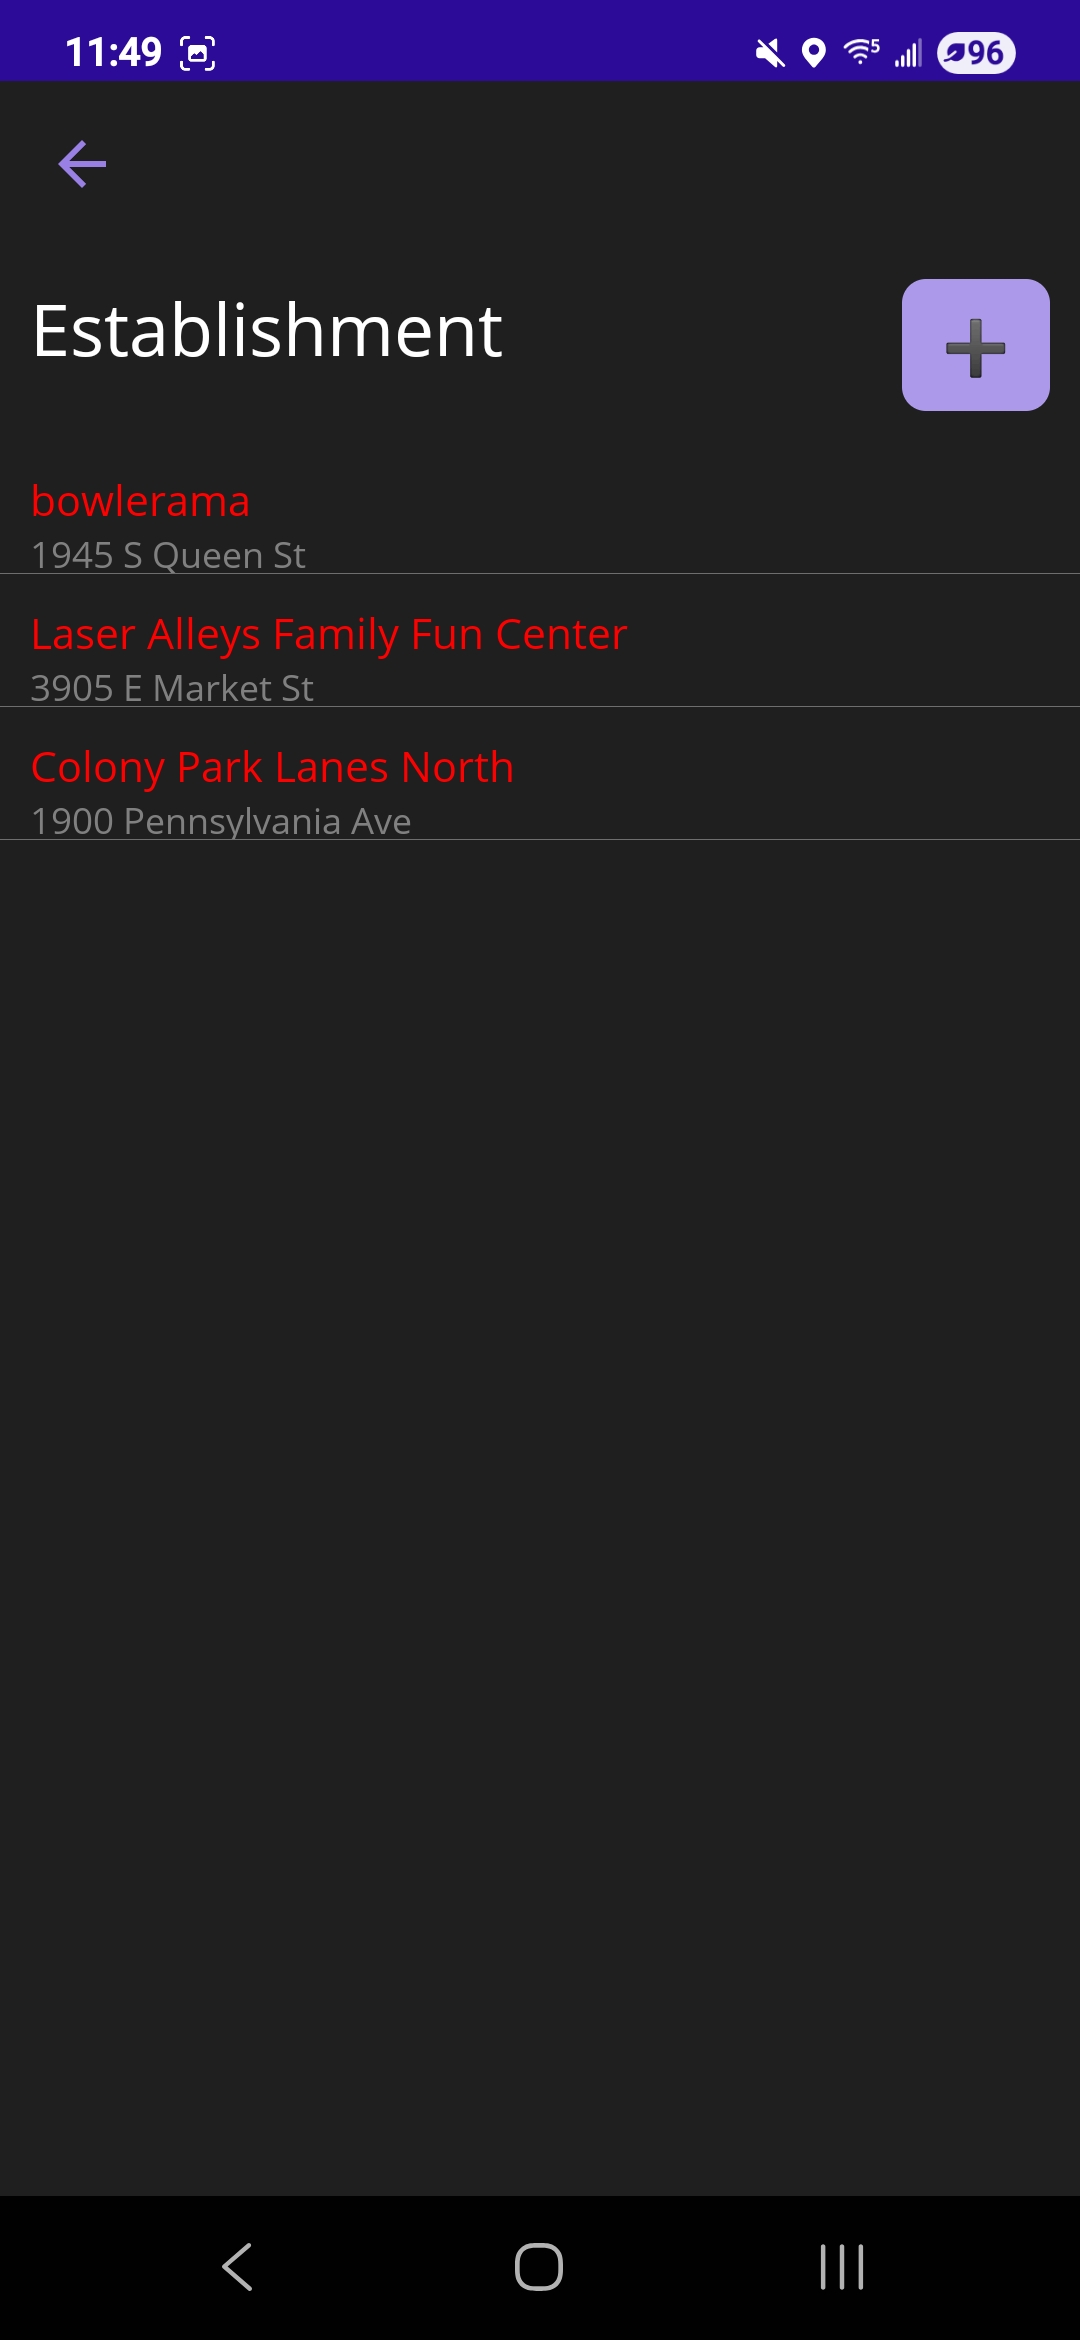 11:49
5
96
Establishment
bowlerama
1945 S Queen St
Laser Alleys Family Fun Center
3905 E Market St
Colony Park Lanes North
1900 Pennsylvania Ave